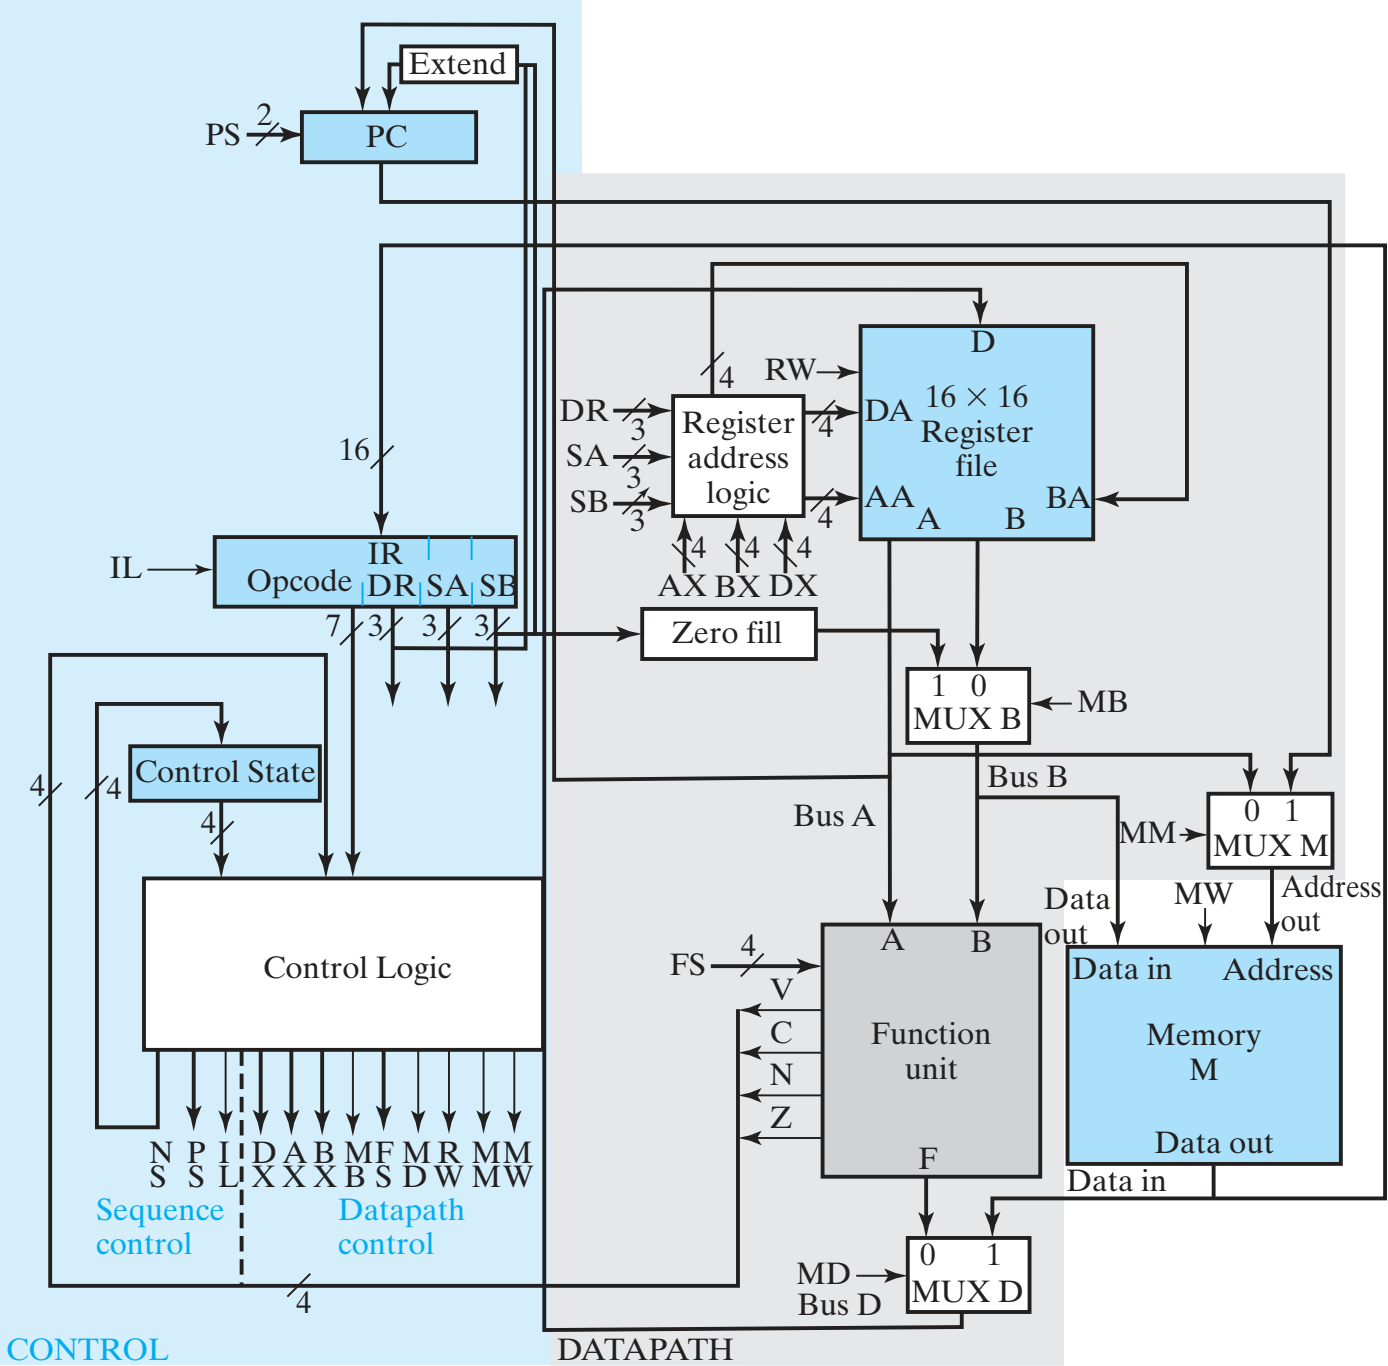 Extend
PS
2
PC
4
RW
D
DR
3
DA
4
16 × 16
Register
file
Register
address
logic
SA
3
SB
3
AA
4
A
B
BA
16
4
4
4
AX
BX
DX
IL
IR
Opcode
DR
SA
SB
7
3
3
3
Zero fill
1 0
MUX B
MB
Control State
4
4
4
Bus B
Bus A
MM
0 1
MUX M
Data
out
MW
Address
out
Control Logic
FS
4
A
B
V
C
N
Z
Function
unit
F
Data in
Address
Memory
M
Data out
Data in
N P I D A B M F M R M M
S S L X X X B S D W M W
Sequence
control
Datapath
control
4
MD
Bus D
0 1
MUX D
CONTROL
DATAPATH